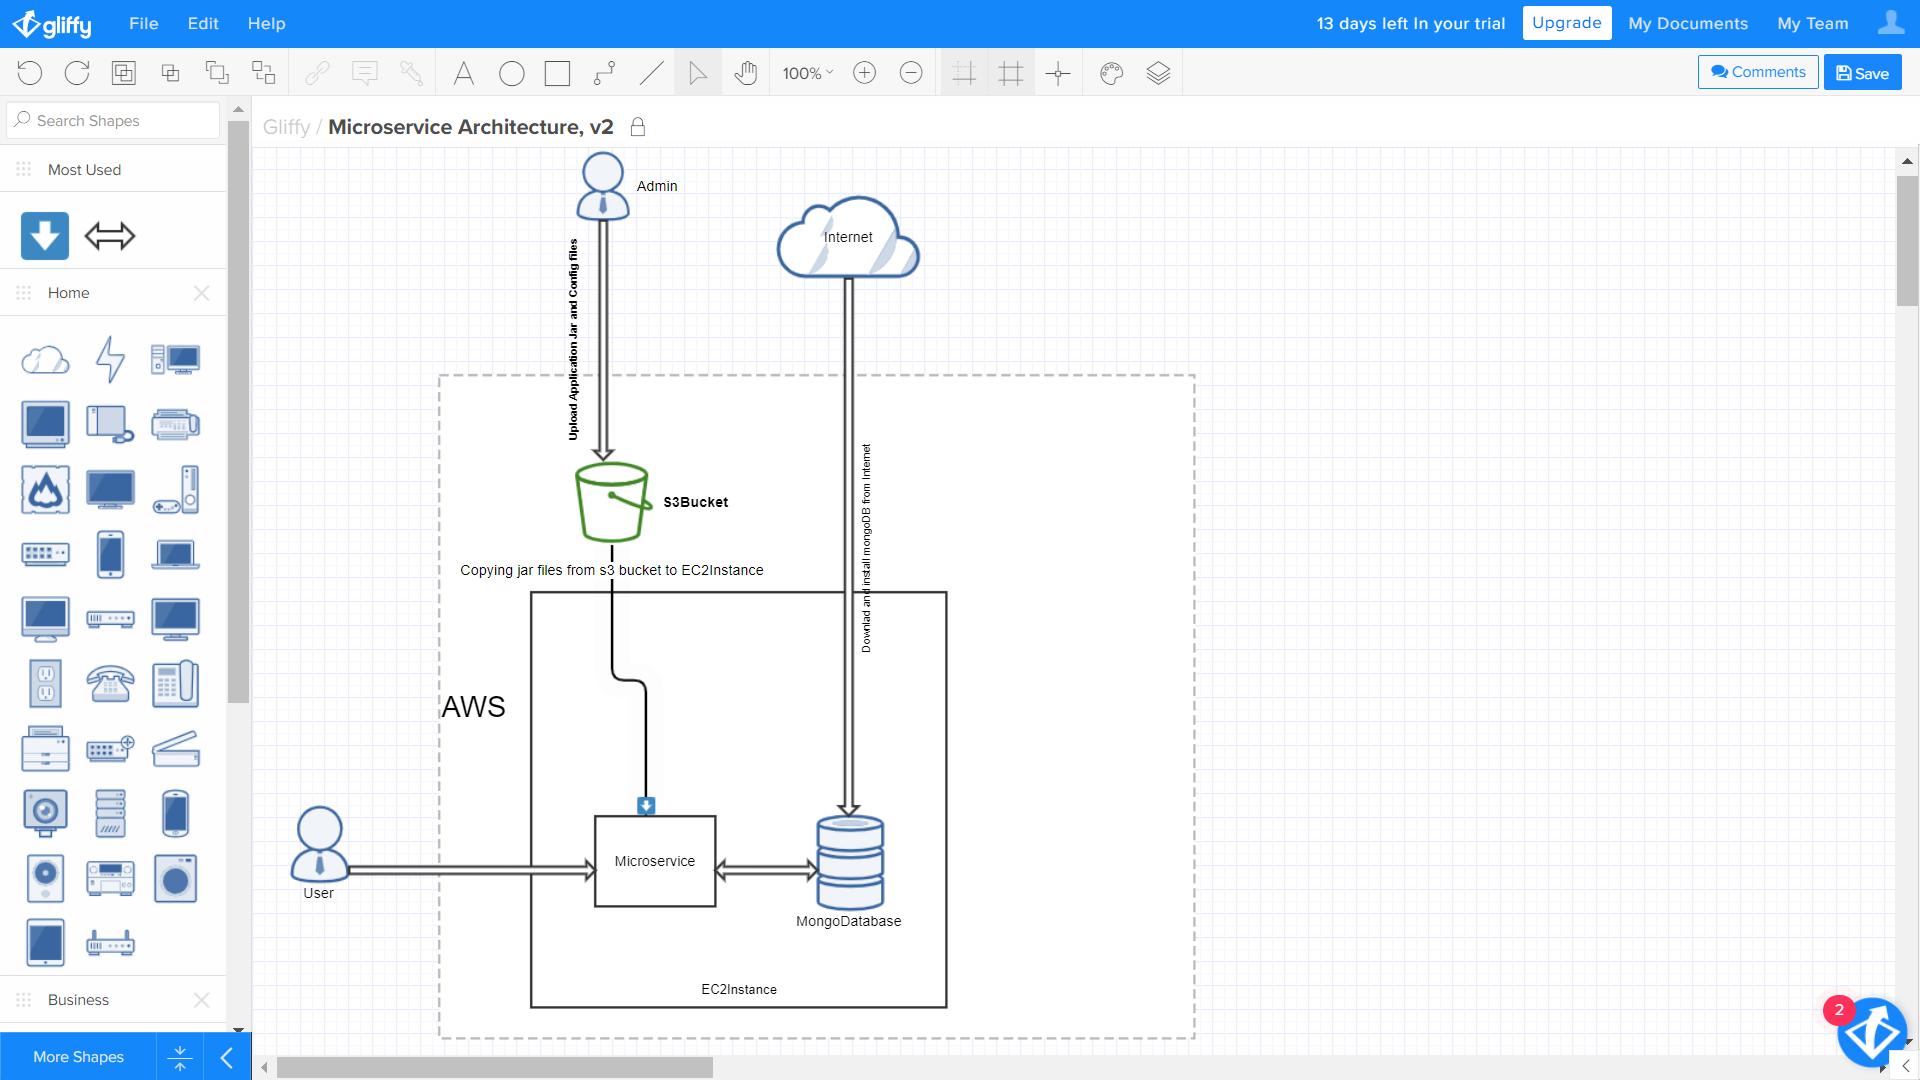 gliffy File Edit Help 13 days left In your trial Upgrade My Documents My Team
100% Comments Save
Search Shapes
Gliffy / Microservice Architecture, v2
Most Used
Home
Business
More Shapes
Admin
Internet
Upload Application Jar and Config files
S3Bucket
Downlad and install mongoDB from Internet
Copying jar files from s3 bucket to EC2Instance
AWS
Microservice
User
MongoDatabase
EC2Instance
2